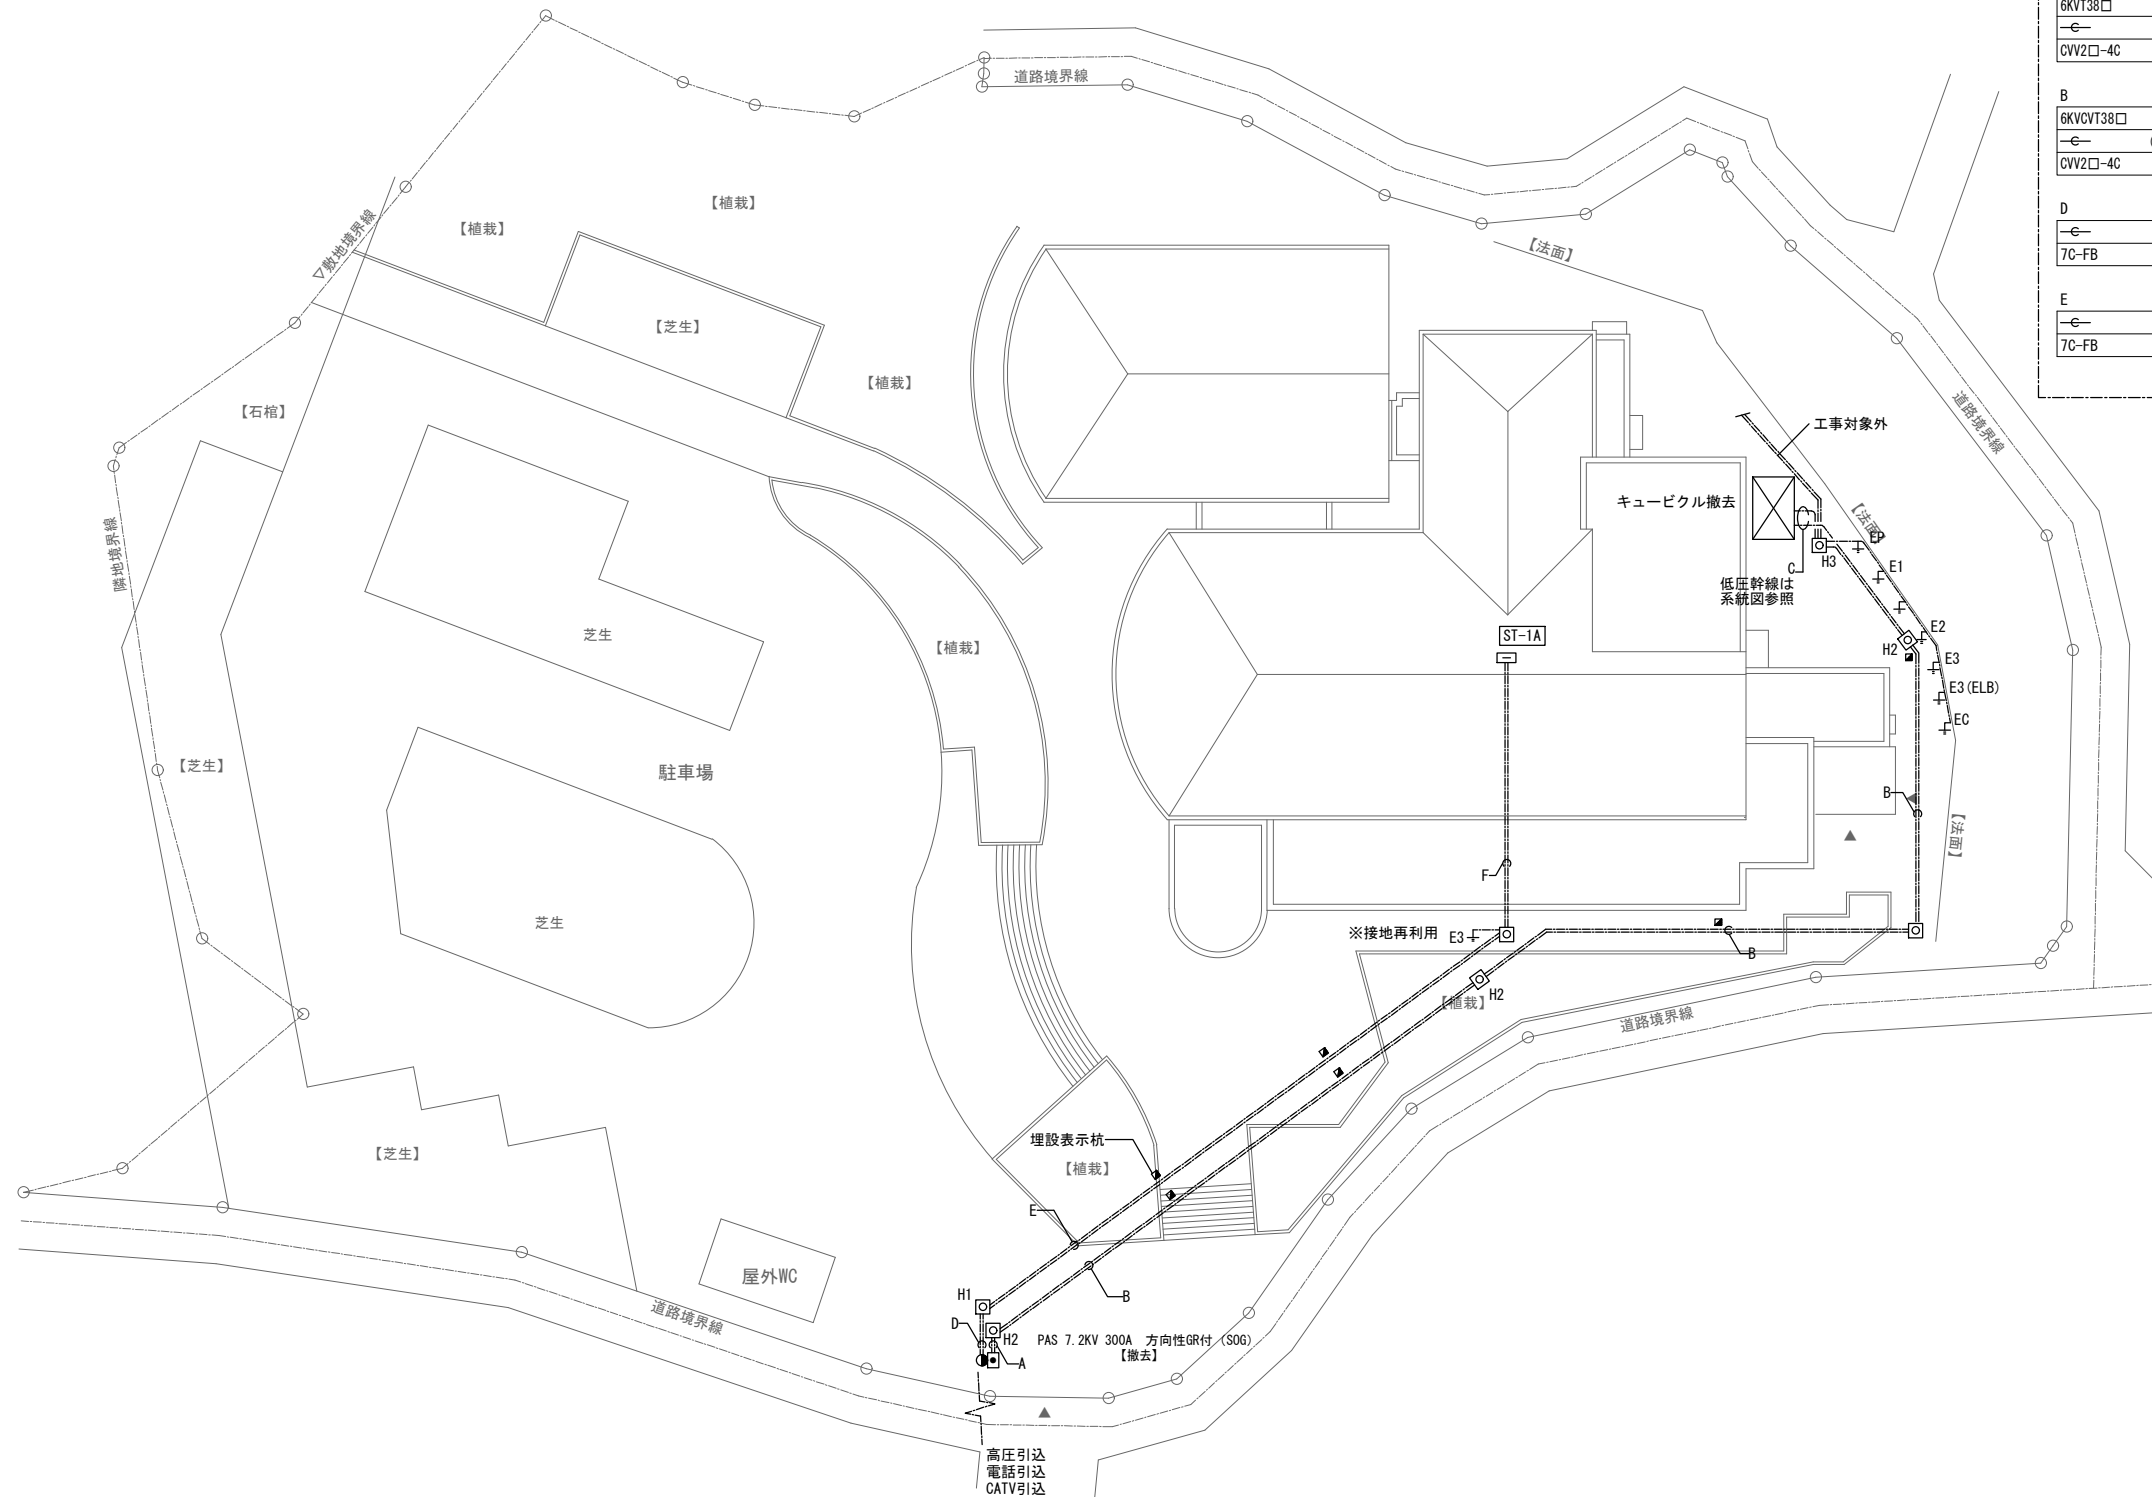 6KVT38□
C
CVV2□-4C
B
6KVCVT38□
C
CVV2□-4C
D
C
7C-FB
E
C
7C-FB
道路境界線
【植栽】
【植栽】
▽敷地境界線
【法面】
【芝生】
【植栽】
【石棺】
道路境界線
工事対象外
キュービクル撤去
【法面】
EP
隣地境界線
H3
C
E1
低圧幹線は
系統図参照
芝生
ST-1A
【植栽】
E2
H2
E3
E3(ELB)
EC
【芝生】
駐車場
B
【法面】
F
芝生
※接地再利用
E3
B
H2
【植栽】
道路境界線
埋設表示杭
【芝生】
【植栽】
E
屋外WC
H1
B
道路境界線
D
H2
PAS 7.2KV 300A 方向性GR付 (SOG)
【撤去】
A
高圧引込
電話引込
CATV引込